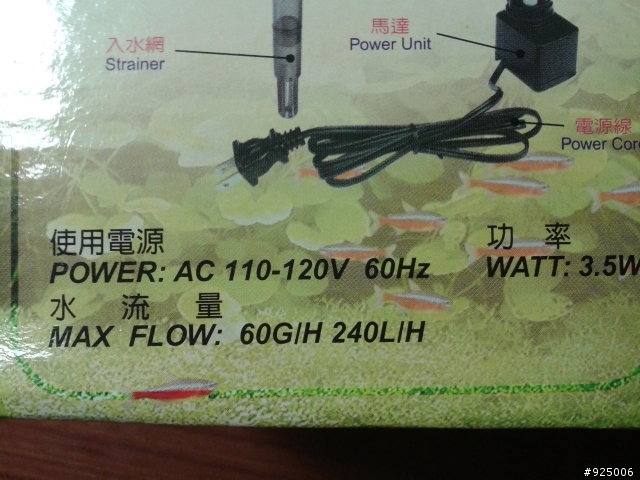 入水網
Strainer
馬達
Power Unit
電源線
Power Cor
使用電源
POWER: AC 110-120V 60Hz
功 率
WATT: 3.5W
水 流 量
MAX FLOW: 60G/H 240L/H
#925006